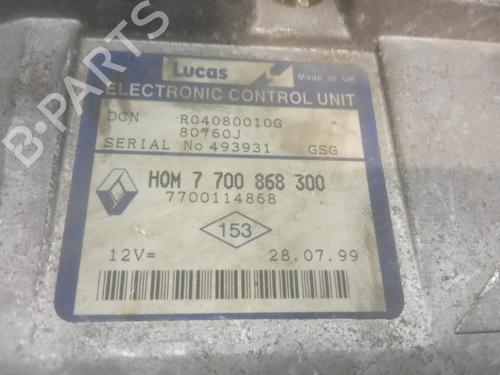 Lucas
Made in UK
ELECTRONIC CONTROL UNIT
DCN R04080010G
80760J
SERIAL No 493931 GSG
HOM 7 700 868 300
7700114868
153
12V= 28.07.99
B-PARTS